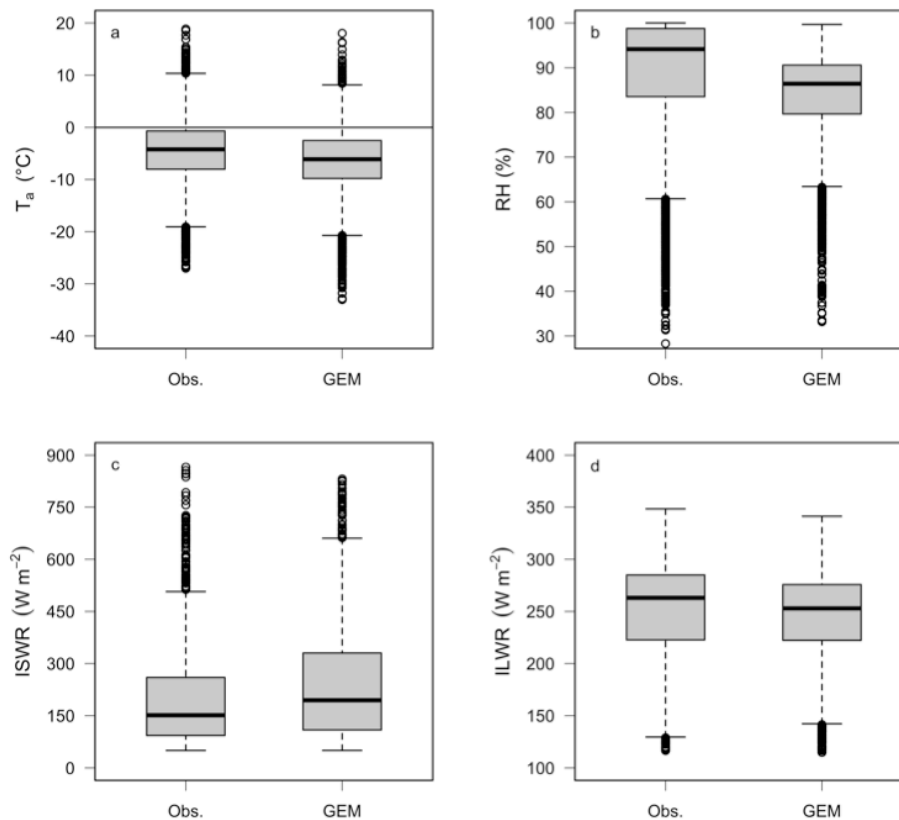 a
T_a (°C)
20
10
0
-10
-20
-30
-40
Obs.
GEM
b
RH (%)
100
90
80
70
60
50
40
30
Obs.
GEM
c
ISWR (W m⁻²)
900
750
600
450
300
150
0
Obs.
GEM
d
ILWR (W m⁻²)
400
350
300
250
200
150
100
Obs.
GEM